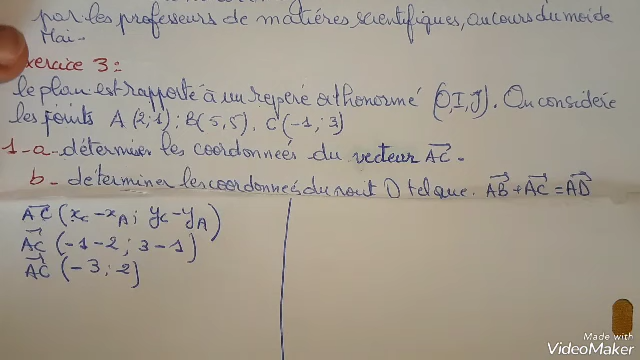 par les professeurs de matières scientifiques, au cours du moi de
Mai.
xercice 3 :
le plan est rapporté à un repère orthonormé (O,I,J). On considère
les points A(2;1); B(5,5), C(-1;3)
1-a-déterminer les coordonnées du vecteur AC.
b- déterminer les coordonnées du point D tel que. AB + AC = AD
AC (xc - xA ; yc - yA)
AC (-1-2 ; 3-1)
AC (-3 ; 2)
Made with
VideoMaker